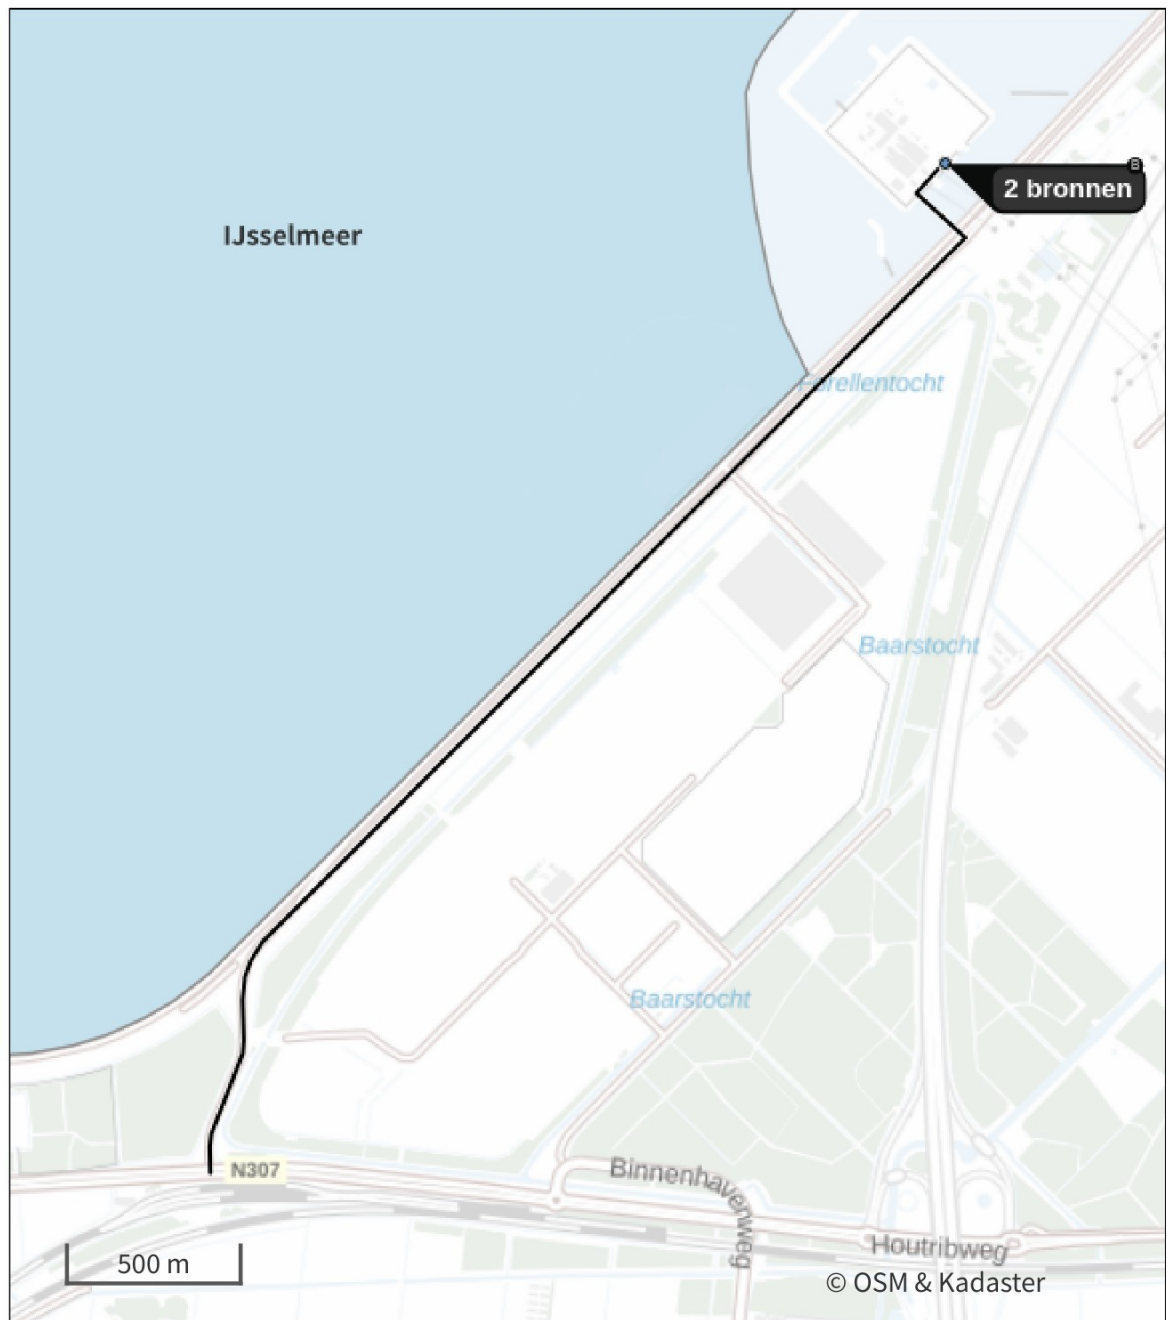 B
2 bronnen
IJsselmeer
Forellentocht
Baarstocht
Baarstocht
N307
Binnenhavenweg
Houtribweg
500 m
© OSM & Kadaster